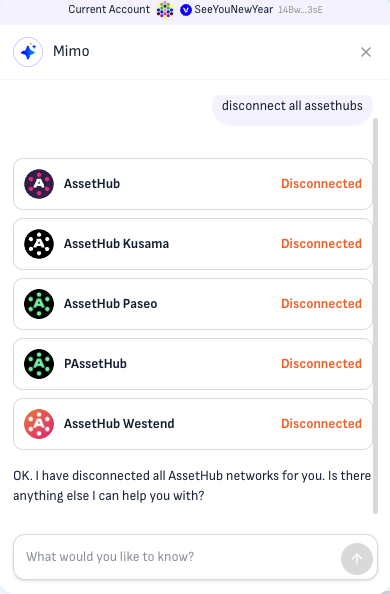 Current Account SeeYouNewYear 14Bw...3sE
Mimo
disconnect all assethubs
AssetHub Disconnected
AssetHub Kusama Disconnected
AssetHub Paseo Disconnected
PAssetHub Disconnected
AssetHub Westend Disconnected
OK. I have disconnected all AssetHub networks for you. Is there
anything else I can help you with?
What would you like to know?